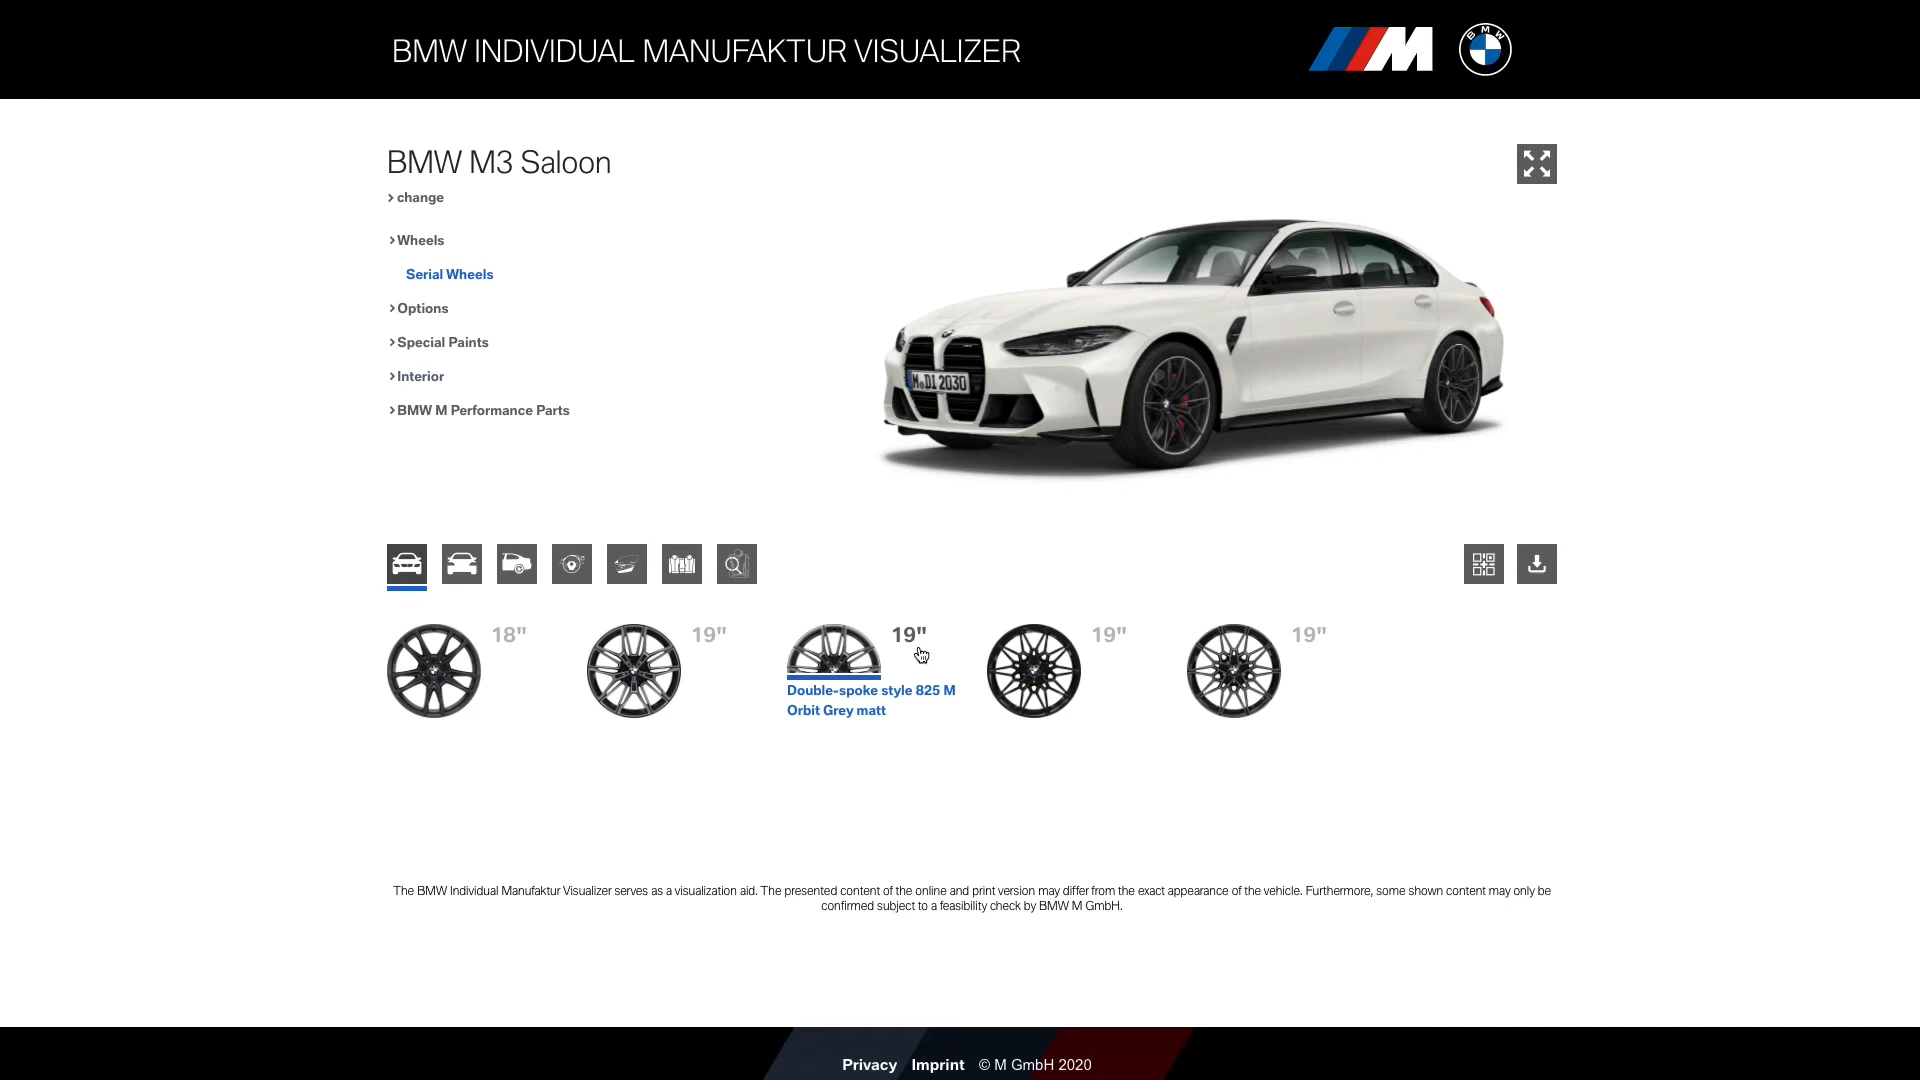 BMW INDIVIDUAL MANUFAKTUR VISUALIZER
M
BMW
BMW M3 Saloon
change
Wheels
Serial Wheels
Options
Special Paints
Interior
BMW M Performance Parts
M DI 2030
18"
19"
19"
19"
19"
Double-spoke style 825 M
Orbit Grey matt
The BMW Individual Manufaktur Visualizer serves as a visualization aid. The presented content of the online and print version may differ from the exact appearance of the vehicle. Furthermore, some shown content may only be
confirmed subject to a feasibility check by BMW M GmbH.
Privacy Imprint © M GmbH 2020